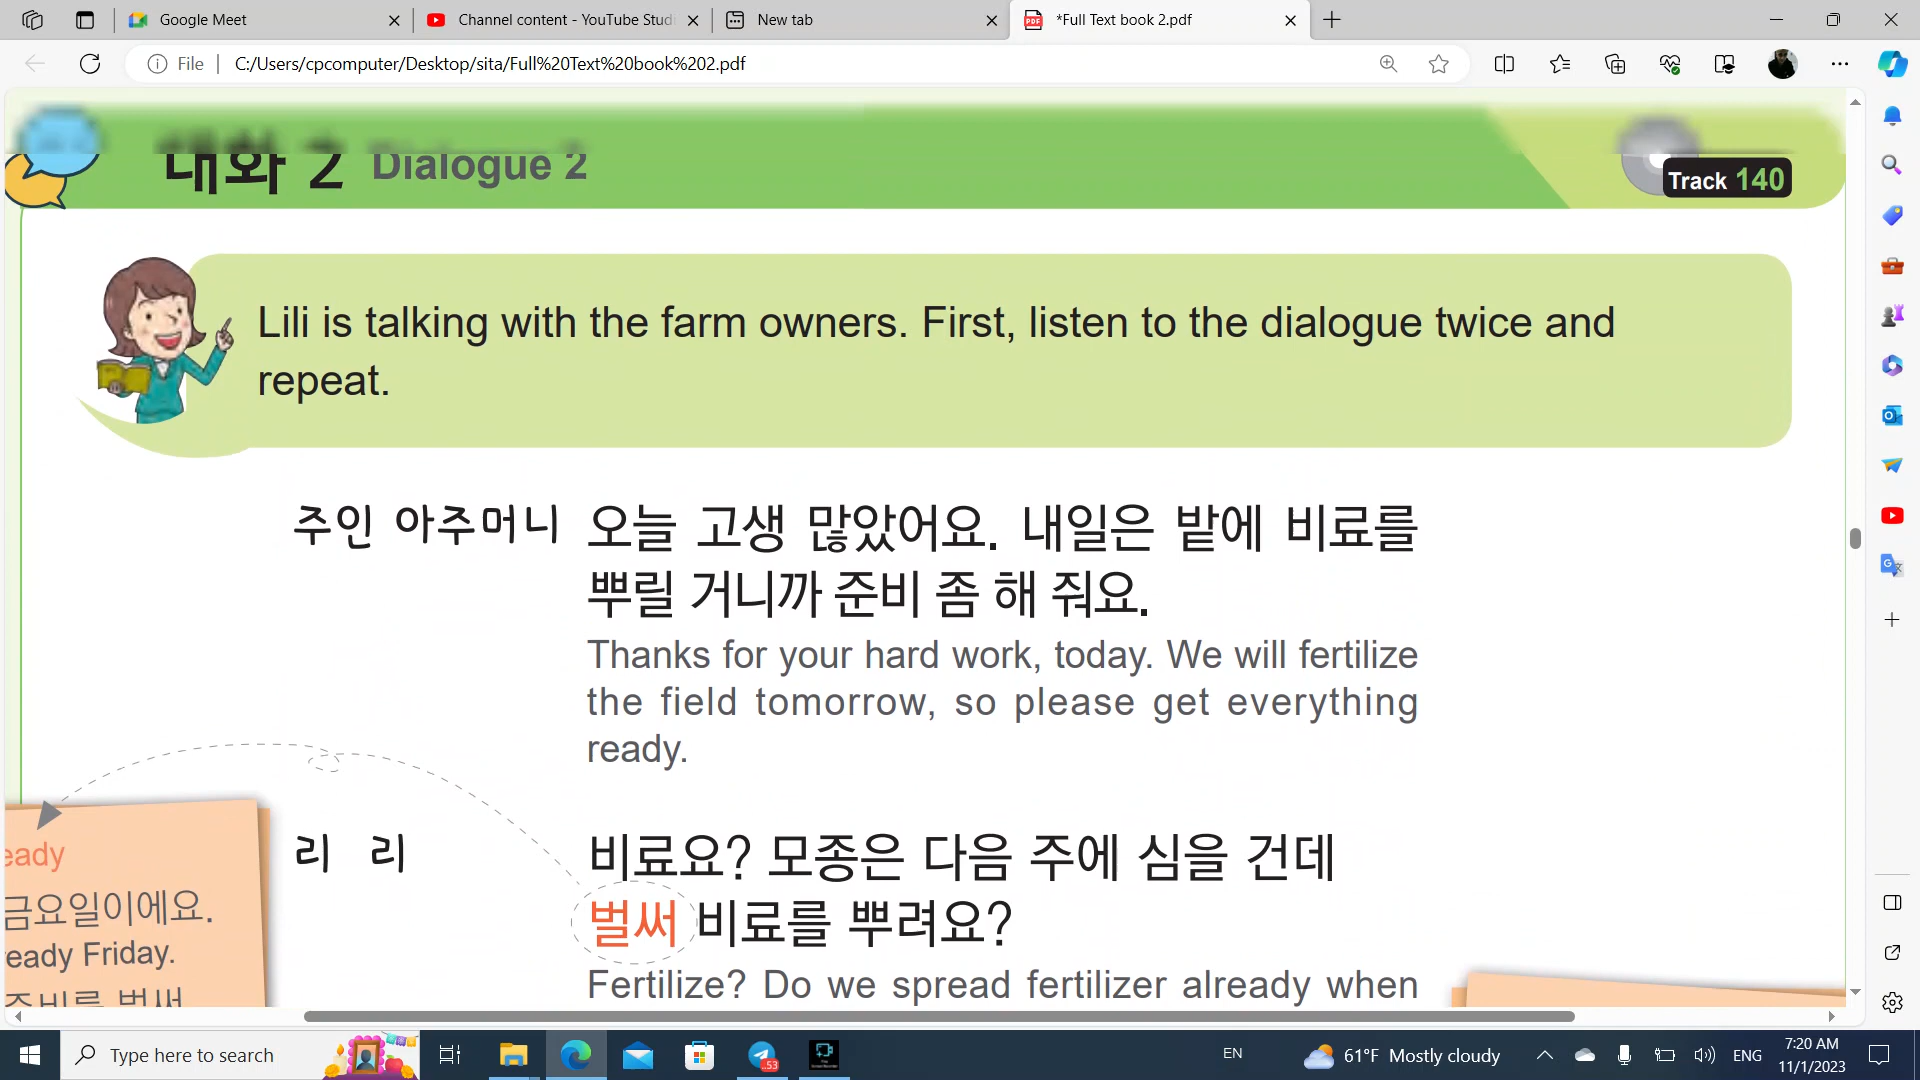 Google Meet
Channel content - YouTube Studi
New tab
*Full Text book 2.pdf
File
C:/Users/cpcomputer/Desktop/sita/Full%20Text%20book%202.pdf
대화 2 Dialogue 2
Track 140
Lili is talking with the farm owners. First, listen to the dialogue twice and
repeat.
주인 아주머니 오늘 고생 많았어요. 내일은 밭에 비료를
뿌릴 거니까 준비 좀 해 줘요.
Thanks for your hard work, today. We will fertilize
the field tomorrow, so please get everything
ready.
리 리 비료요? 모종은 다음 주에 심을 건데
벌써 비료를 뿌려요?
Fertilize? Do we spread fertilizer already when
eady
금요일이에요.
eady Friday.
준비를 벌써
Type here to search
.53
EN
61°F Mostly cloudy
ENG
7:20 AM
11/1/2023